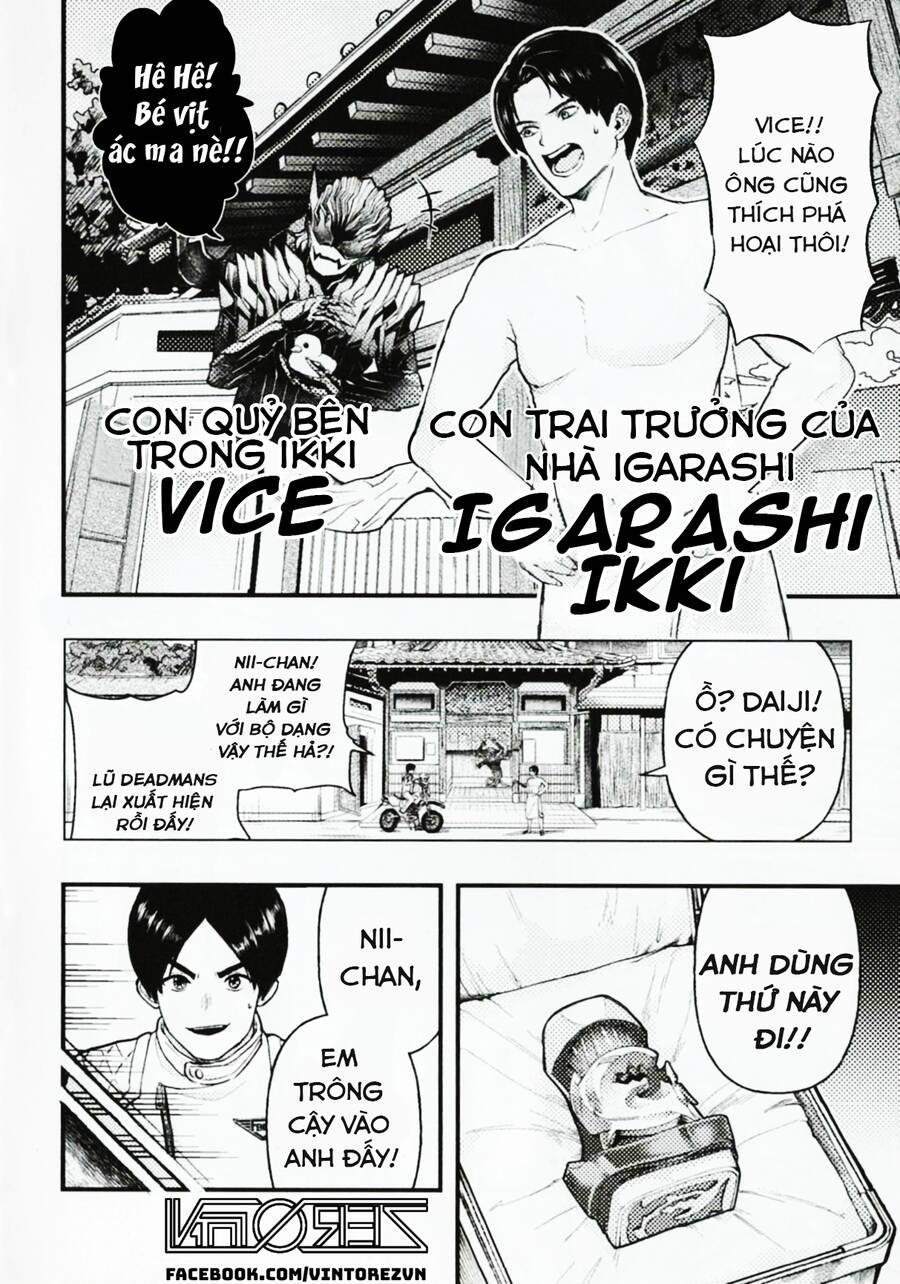 HÊ HÊ!
BÉ VỊT
ÁC MA NÈ!!
VICE!!
LÚC NÀO
ÔNG CŨNG
THÍCH PHÁ
HOẠI THÔI!
CON QUỶ BÊN
TRONG IKKI
VICE
CON TRAI TRƯỞNG CỦA
NHÀ IGARASHI
IGARASHI
IKKI
NII-CHAN!
ANH ĐANG
LÀM GÌ
VỚI BỘ DẠNG
VẬY THẾ HẢ?!
LŨ DEADMANS
LẠI XUẤT HIỆN
RỒI ĐẤY!
Ồ? DAIJI!
CÓ CHUYỆN
GÌ THẾ?
NII-
CHAN,
EM
TRÔNG
CẬY VÀO
ANH ĐẤY!
ANH DÙNG
THỨ NÀY
ĐI!!
FACEBOOK.COM/VINTOREZVN